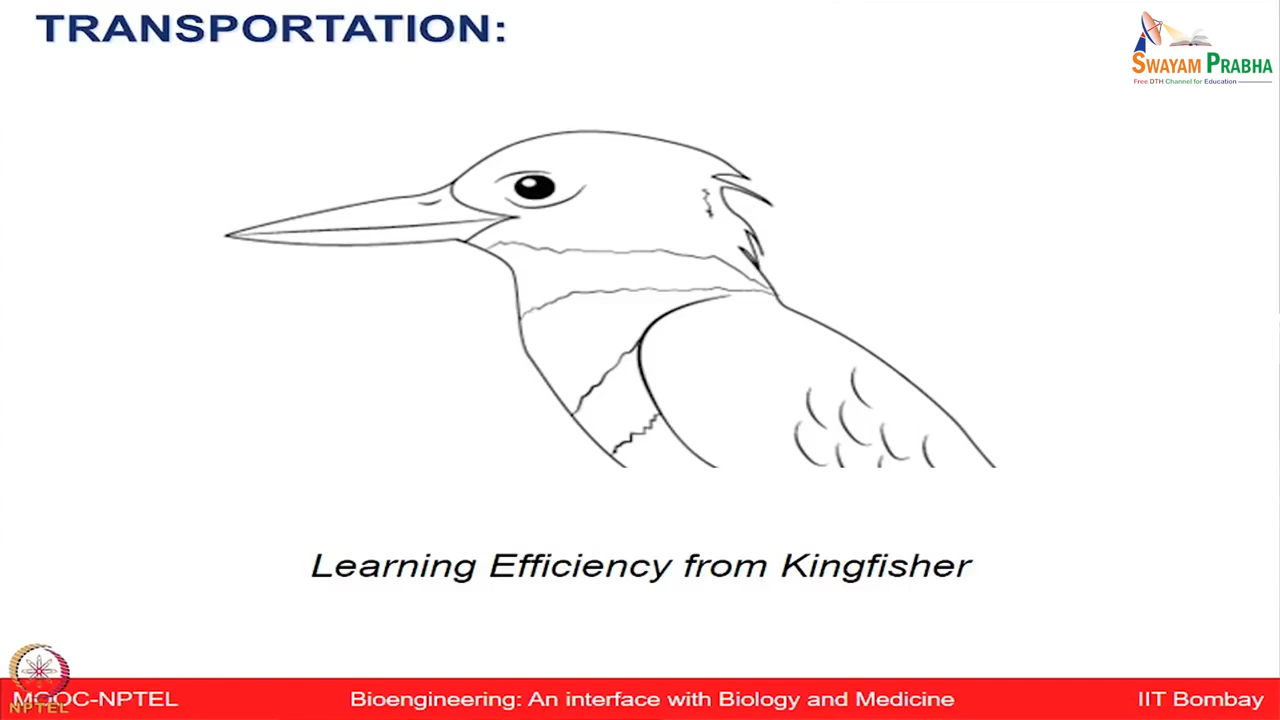 TRANSPORTATION:
SWAYAM PRABHA
Free DTH Channel for Education
Learning Efficiency from Kingfisher
MOOC-NPTEL
Bioengineering: An interface with Biology and Medicine
IIT Bombay
NPTEL